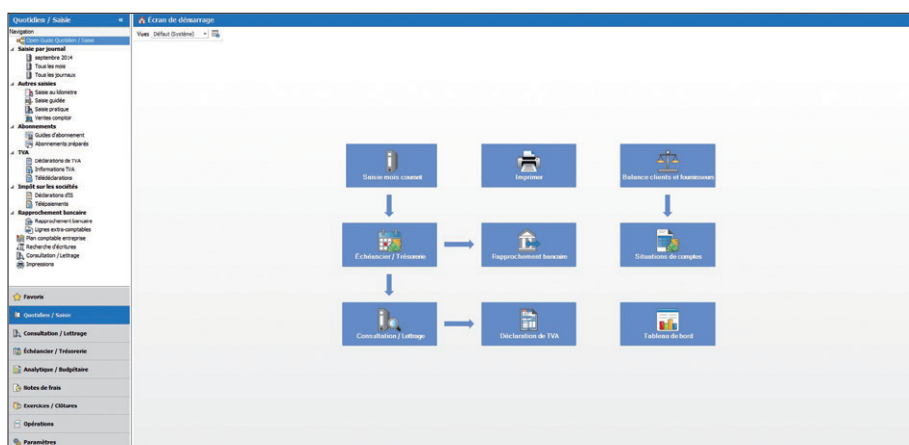 Quotidien / Saisie «
Navigation
Open Guide Quotidien / Saisie
Saisie par journal
septembre 2014
Tous les mois
Tous les journaux
Autres saisies
Saisie au kilomètre
Saisie guidée
Saisie pratique
Ventes comptoir
Abonnements
Guides d'abonnement
Abonnements préparés
TVA
Déclarations de TVA
Informations TVA
Télédéclarations
Impôt sur les sociétés
Déclarations d'IS
Télépaiements
Rapprochement bancaire
Rapprochement bancaire
Lignes extra-comptables
Plan comptable entreprise
Recherche d'écritures
Consultation / Lettrage
Impressions
Favoris
Quotidien / Saisie
Consultation / Lettrage
Échéancier / Trésorerie
Analytique / Budgétaire
Notes de frais
Exercices / Clôtures
Opérations
Paramètres
Écran de démarrage
Vues Défaut (Système)
Saisie mois courant
Imprimer
Balance clients et fournisseurs
Échéancier / Trésorerie
Rapprochement bancaire
Situations de comptes
Consultation / Lettrage
Déclaration de TVA
Tableau de bord